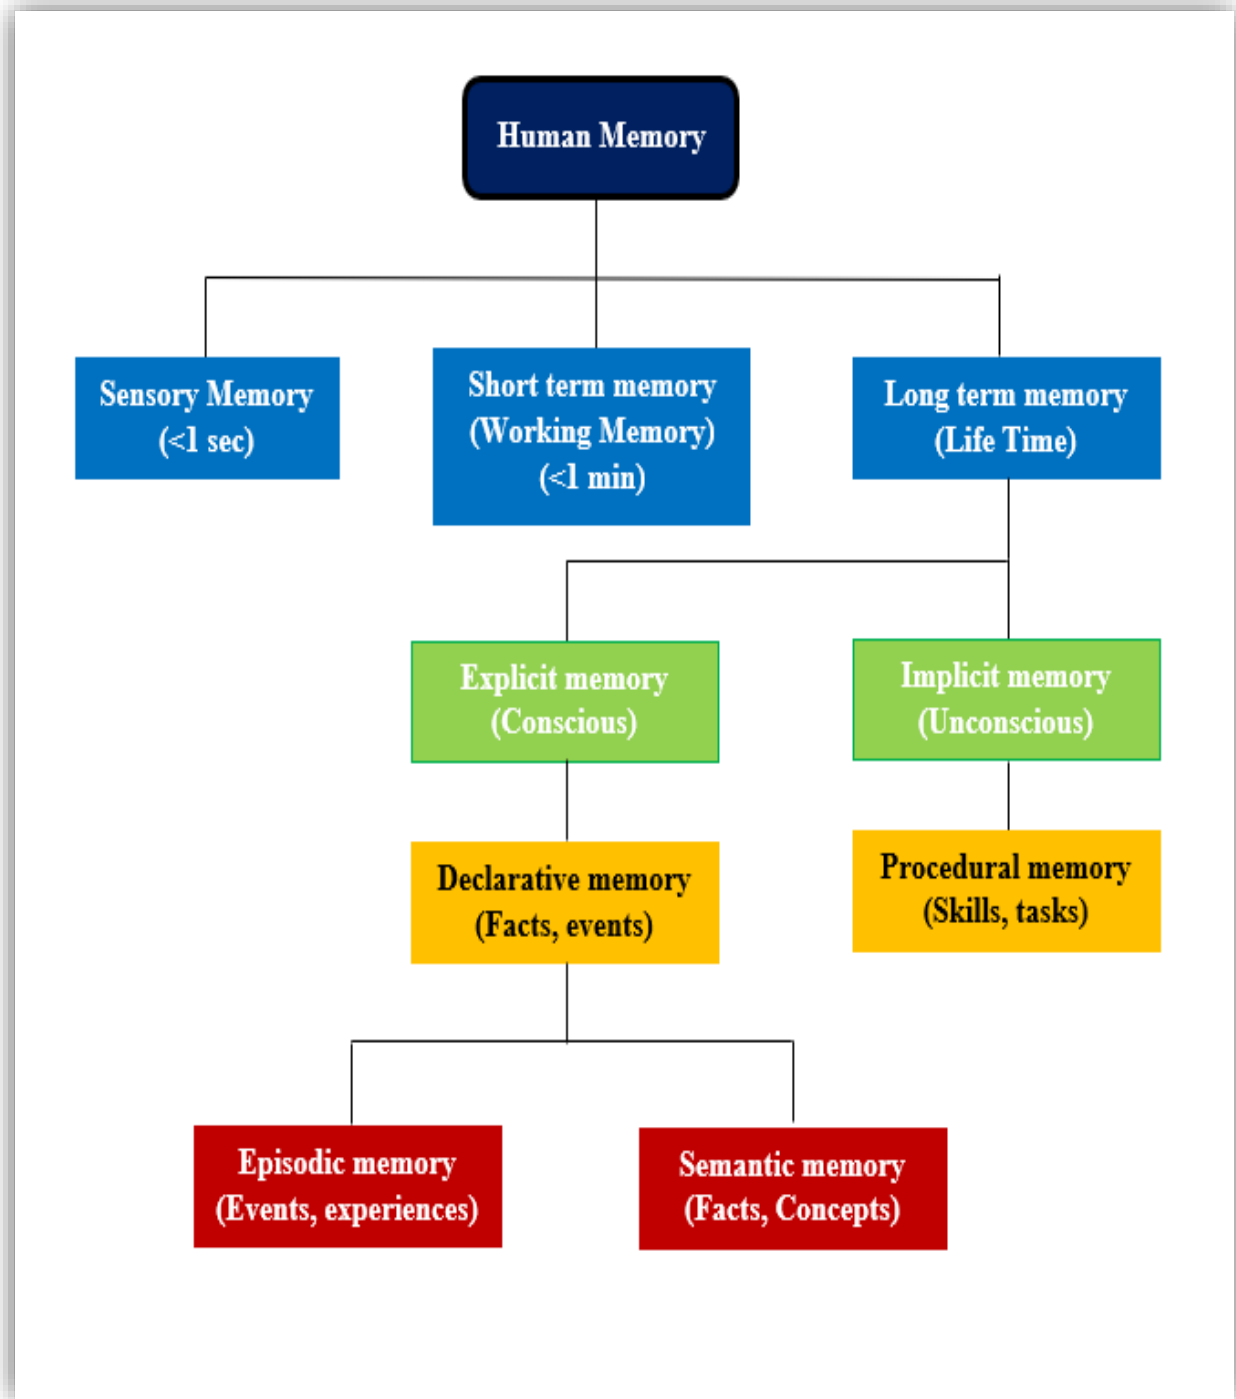 Human Memory
Sensory Memory
(<1 sec)
Short term memory
(Working Memory)
(<1 min)
Long term memory
(Life Time)
Explicit memory
(Conscious)
Implicit memory
(Unconscious)
Declarative memory
(Facts, events)
Procedural memory
(Skills, tasks)
Episodic memory
(Events, experiences)
Semantic memory
(Facts, Concepts)